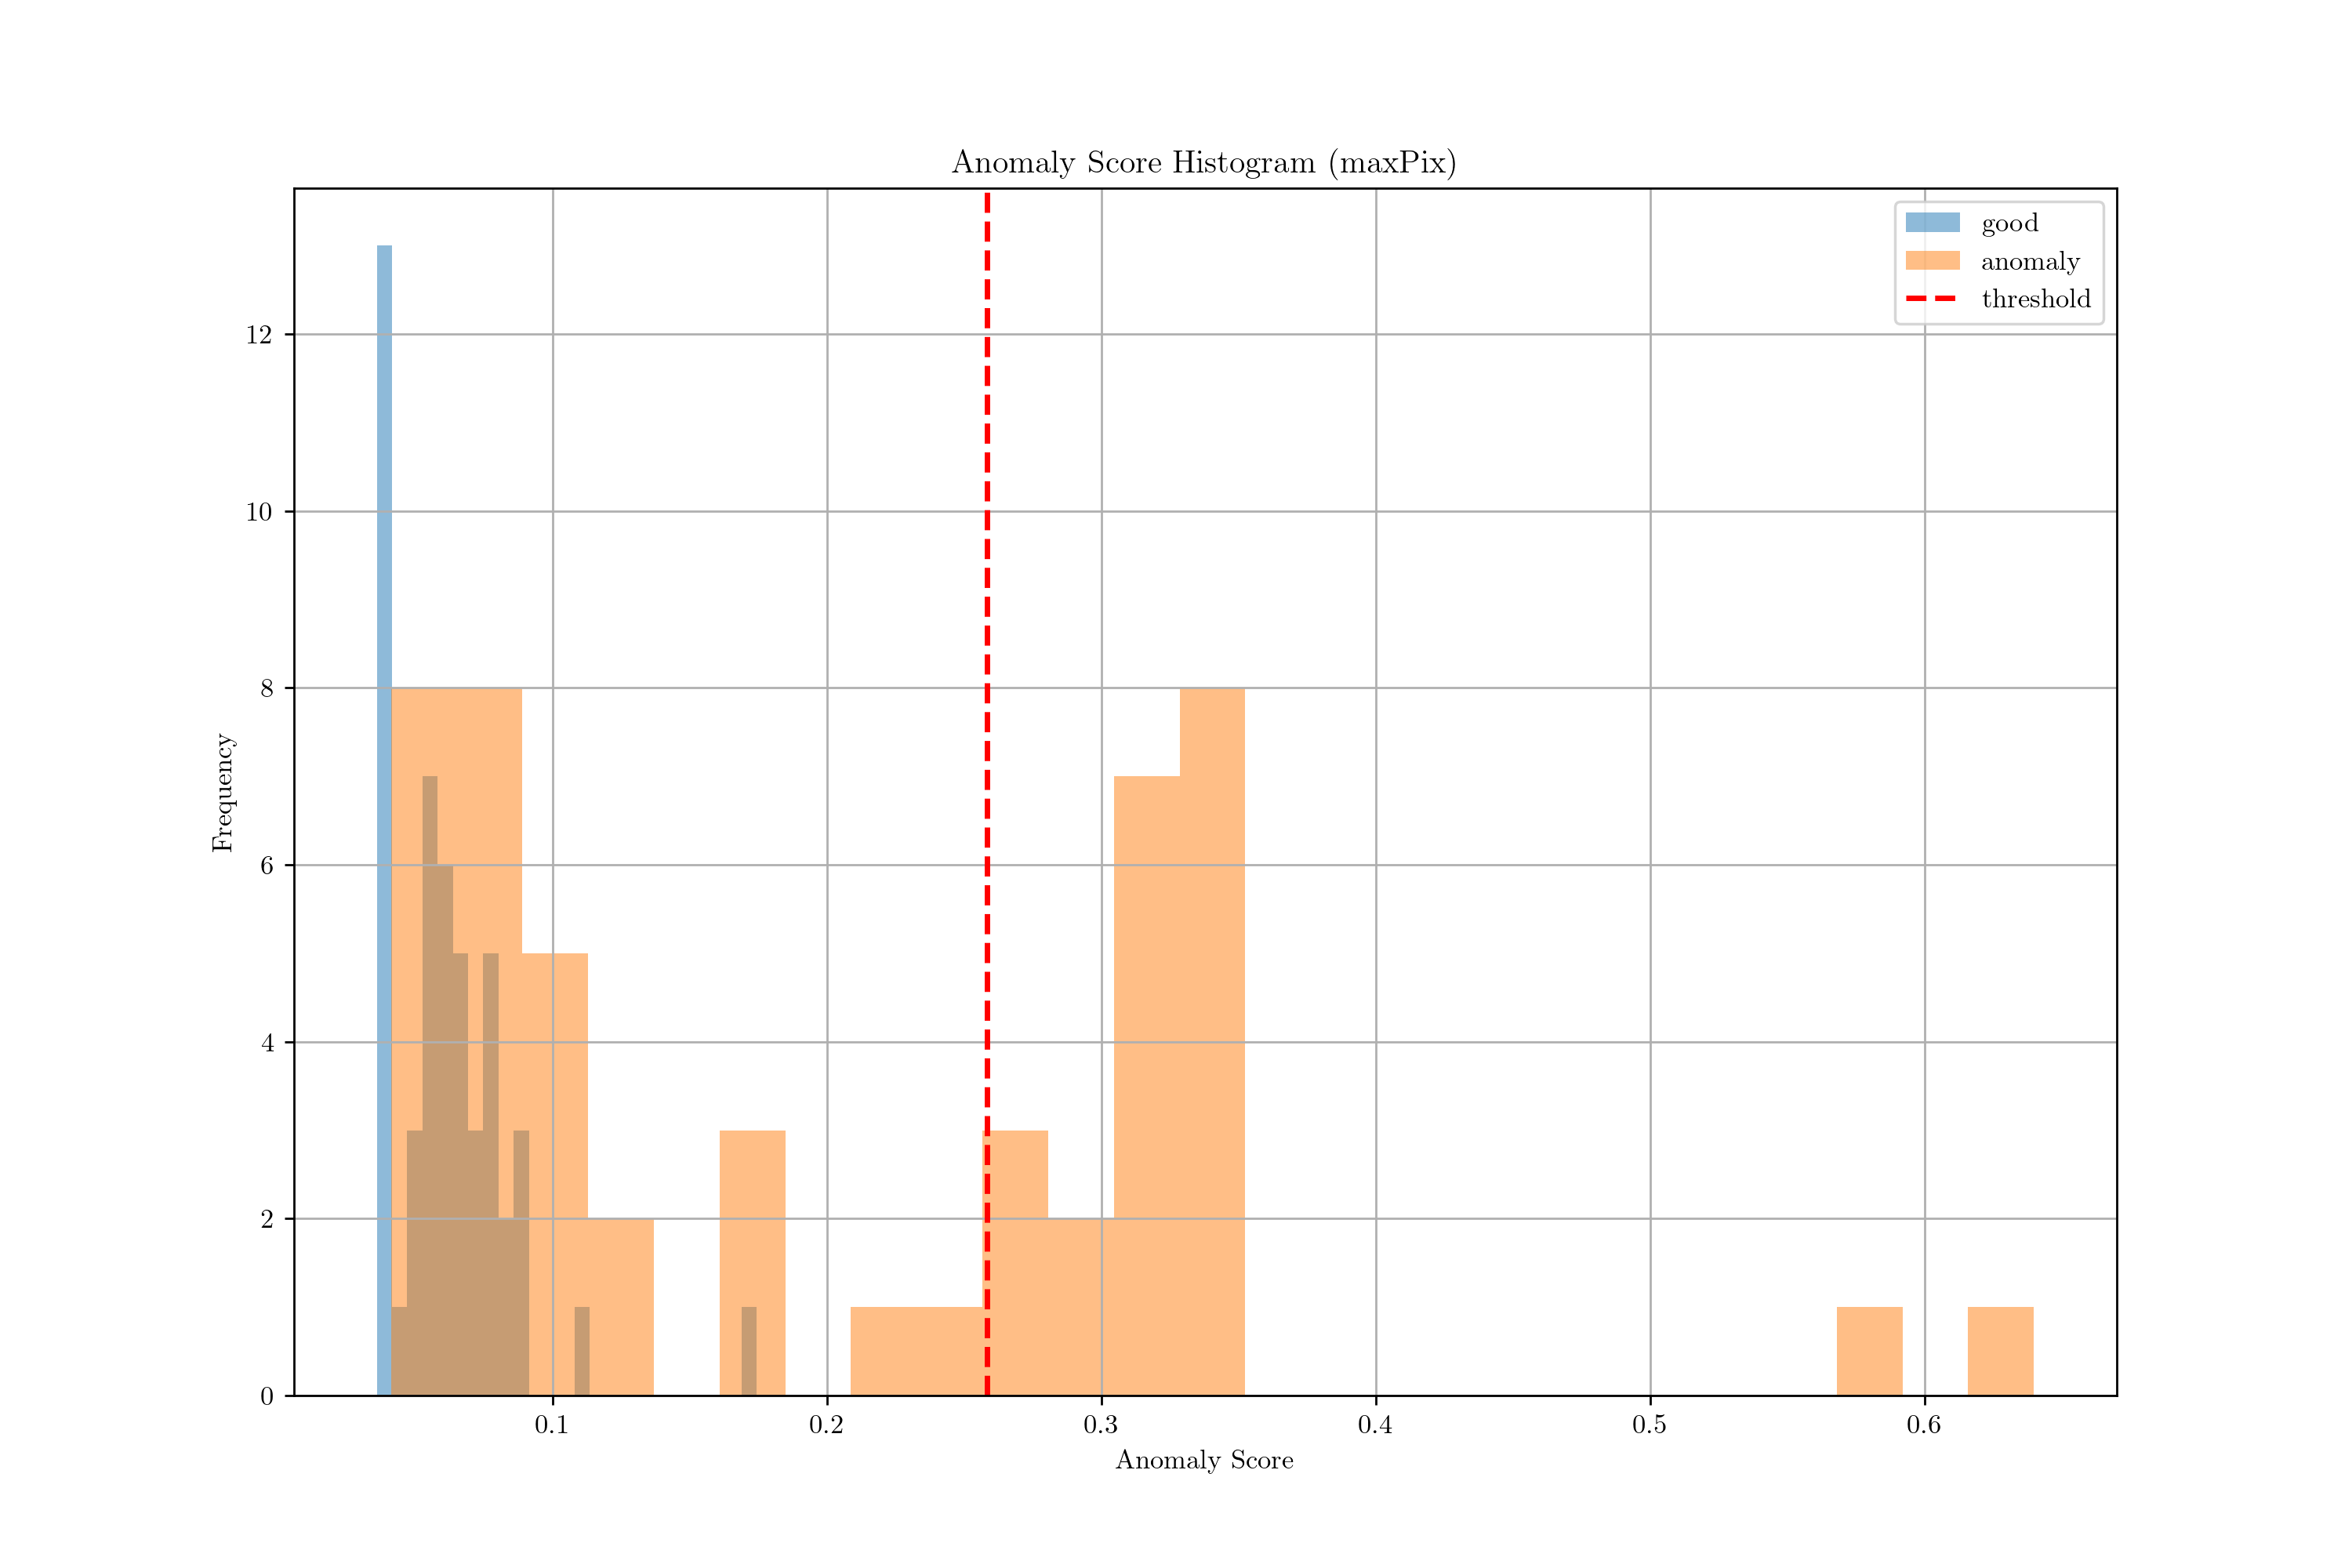 Anomaly Score Histogram (maxPix)
good
anomaly
threshold
12
10
8
6
4
2
0
Frequency
0.1 0.2 0.3 0.4 0.5 0.6
Anomaly Score